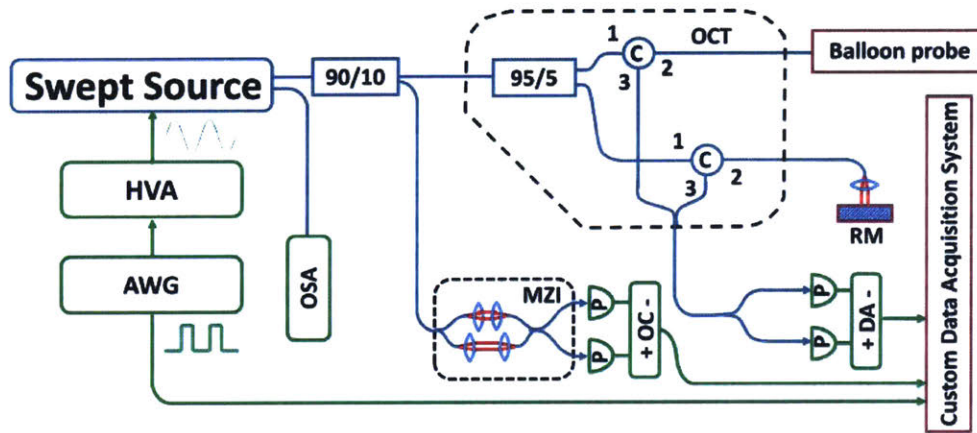 1
OCT
C
2
3
Balloon probe
Swept Source
90/10
95/5
1
C
2
3
HVA
RM
AWG
OSA
MZI
P
P
+ OC -
P
P
+ DA -
Custom Data Acquisition System